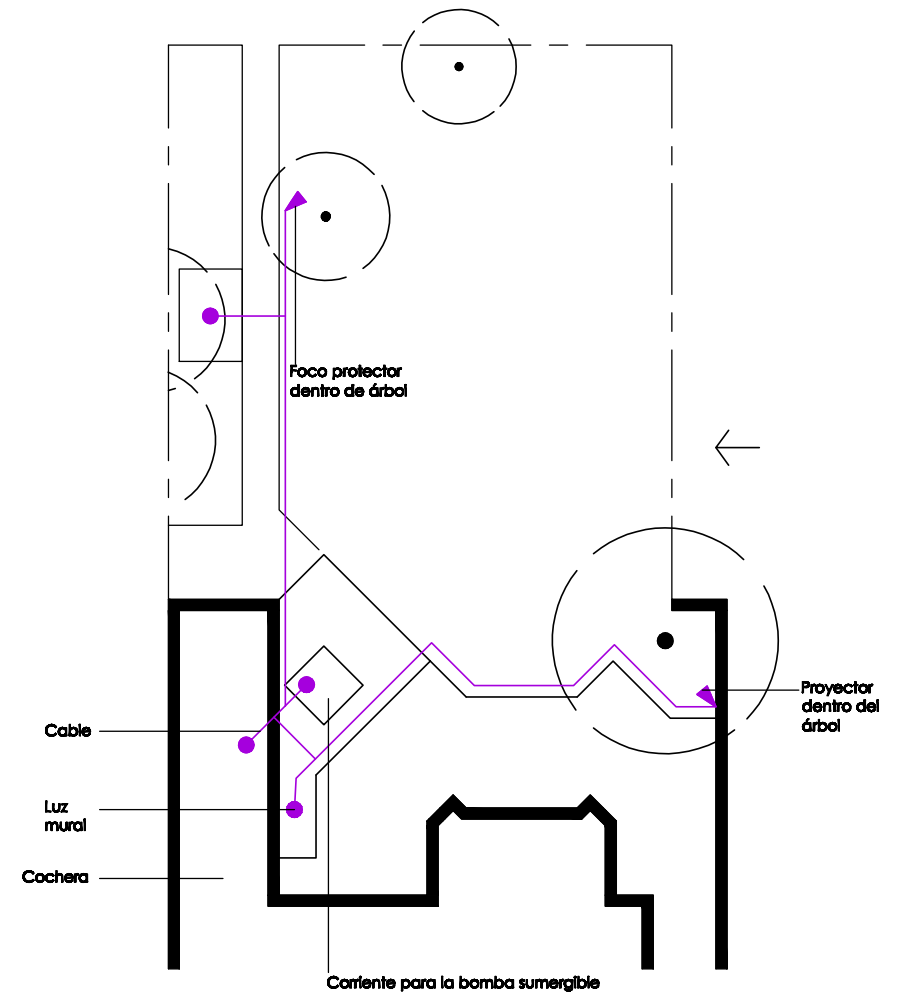 Foco protector
dentro de árbol
Proyector
dentro del
árbol
Cable
Luz
mural
Cochera
Corriente para la bomba sumergible